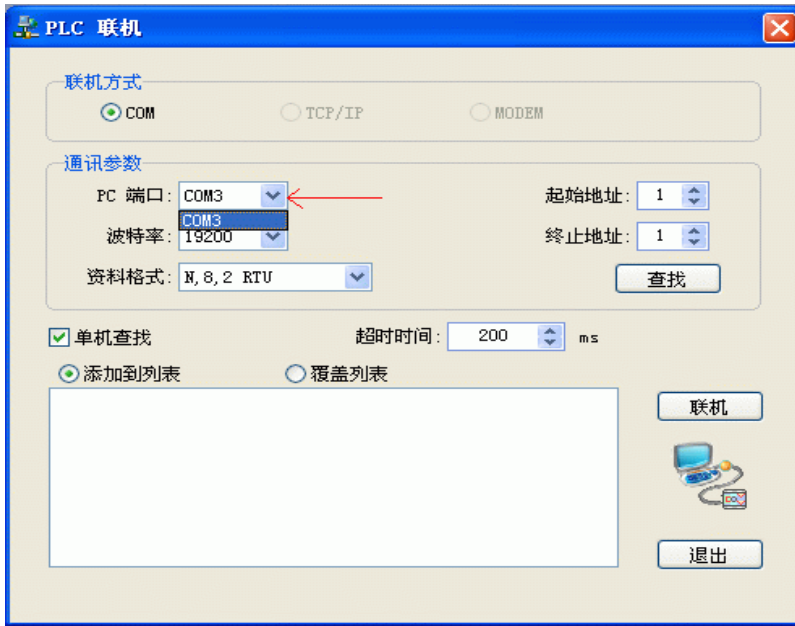 PLC 联机
联机方式
COM TCP/IP MODEM
通讯参数
PC 端口: COM3 起始地址: 1
COM3
波特率: 19200 终止地址: 1
资料格式: N,8,2 RTU 查找
单机查找 超时时间: 200 ms
添加到列表 覆盖列表
联机
退出